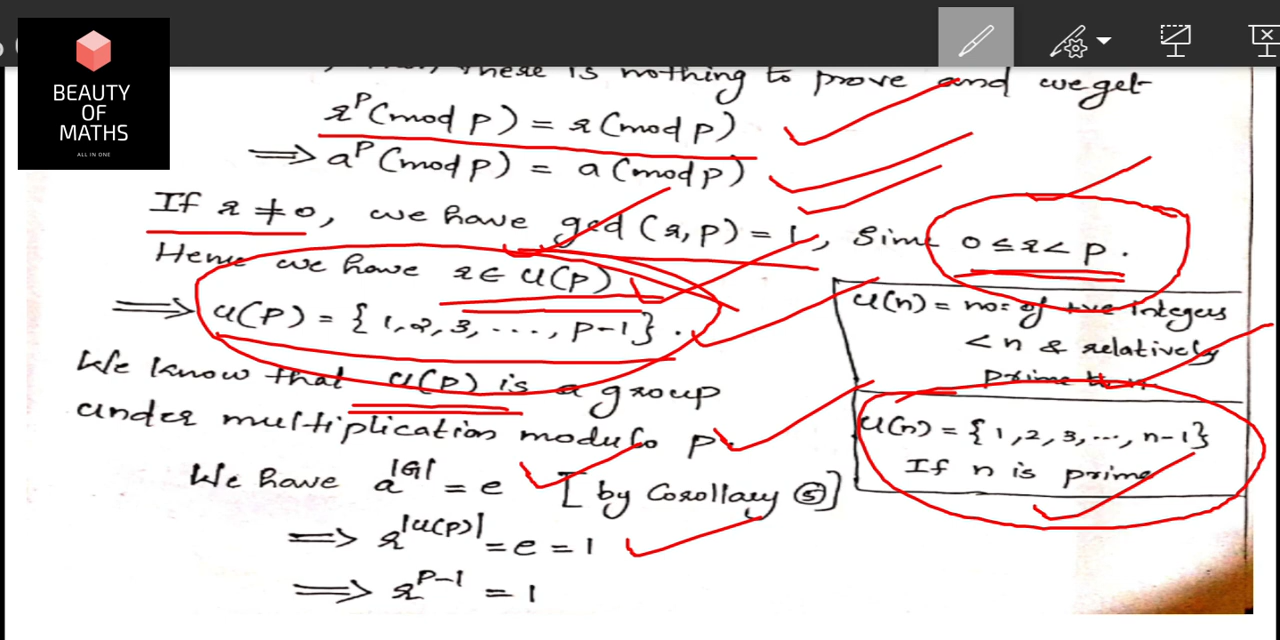 BEAUTY
OF
MATHS
ALL IN ONE
there is nothing to prove and we get
r^p (mod p) = r (mod p)
⟹ a^p (mod p) = a (mod p)
If r ≠ 0, we have gcd (r, p) = 1, Since 0 ≤ r < p.
Hence we have r ∈ U(p)
⟹ U(p) = {1, 2, 3, ..., p-1}.
We know that U(p) is a group
under multiplication modulo p.
We have a^|G| = e [by Corollary ⑤]
⟹ r^|U(p)| = e = 1
⟹ r^p-1 = 1
U(n) = no: of +ve integers
< n & relatively
prime to n
U(n) = {1, 2, 3, ..., n-1}
If n is prime